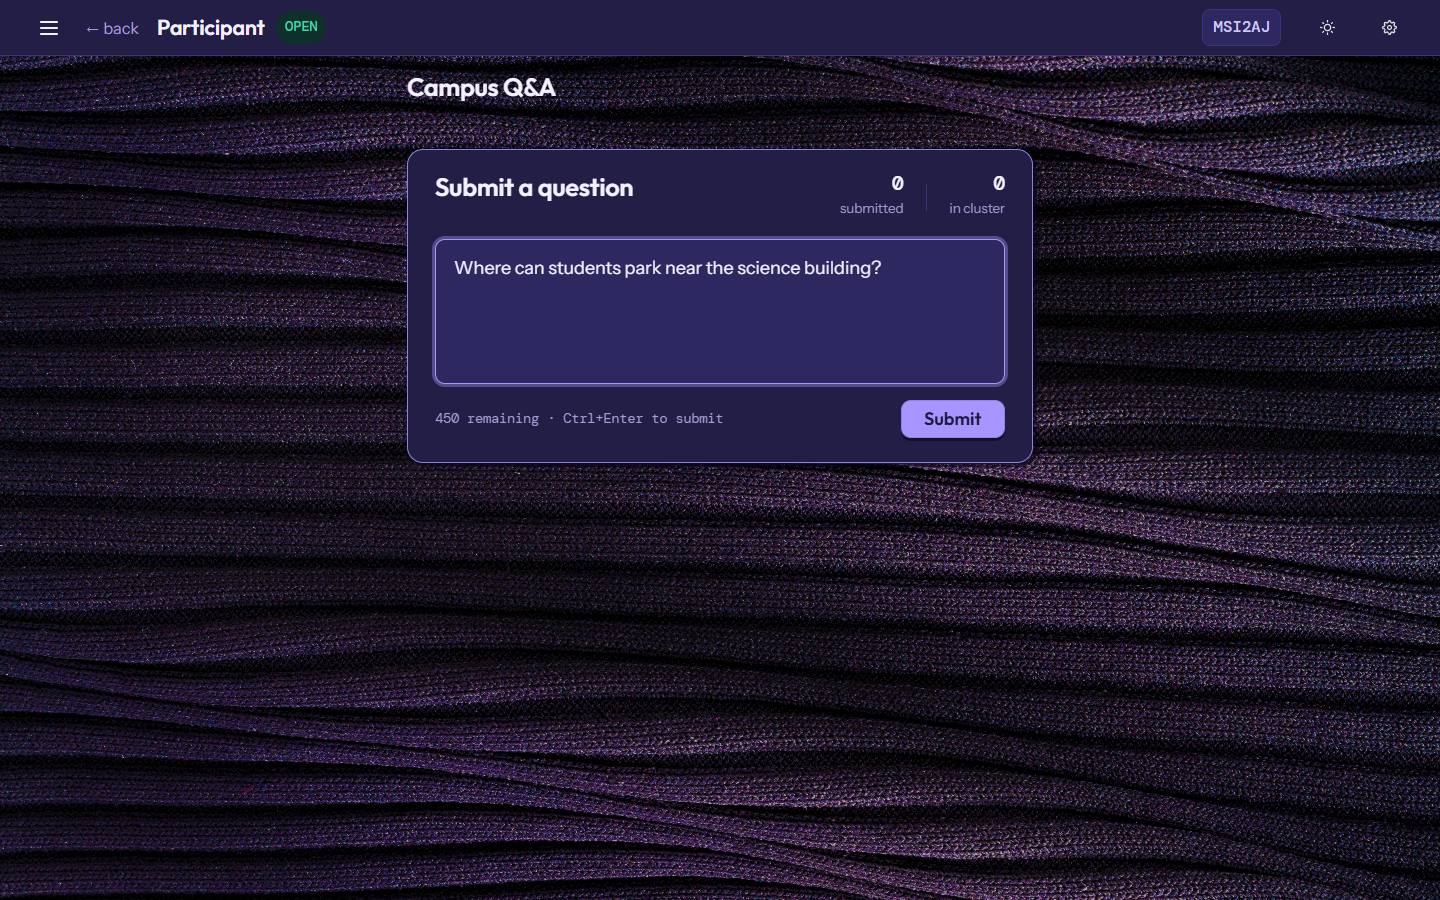 ← back Participant OPEN MSI2AJ
Campus Q&A
Submit a question
0 submitted
0 in cluster
Where can students park near the science building?
450 remaining · Ctrl+Enter to submit
Submit